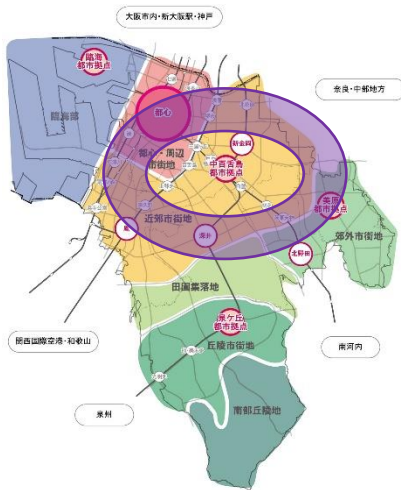 大阪市内・新大阪駅・神戸
臨海
都市拠点
奈良・中部地方
臨海部
都心
都心・周辺
市街地
新金岡
中百舌鳥
都市拠点
美原
都市拠点
近郊市街地
鳳
深井
北野田
郊外市街地
田園集落地
泉ケ丘
都市拠点
関西国際空港・和歌山
丘陵市街地
南河内
泉州
南部丘陵地